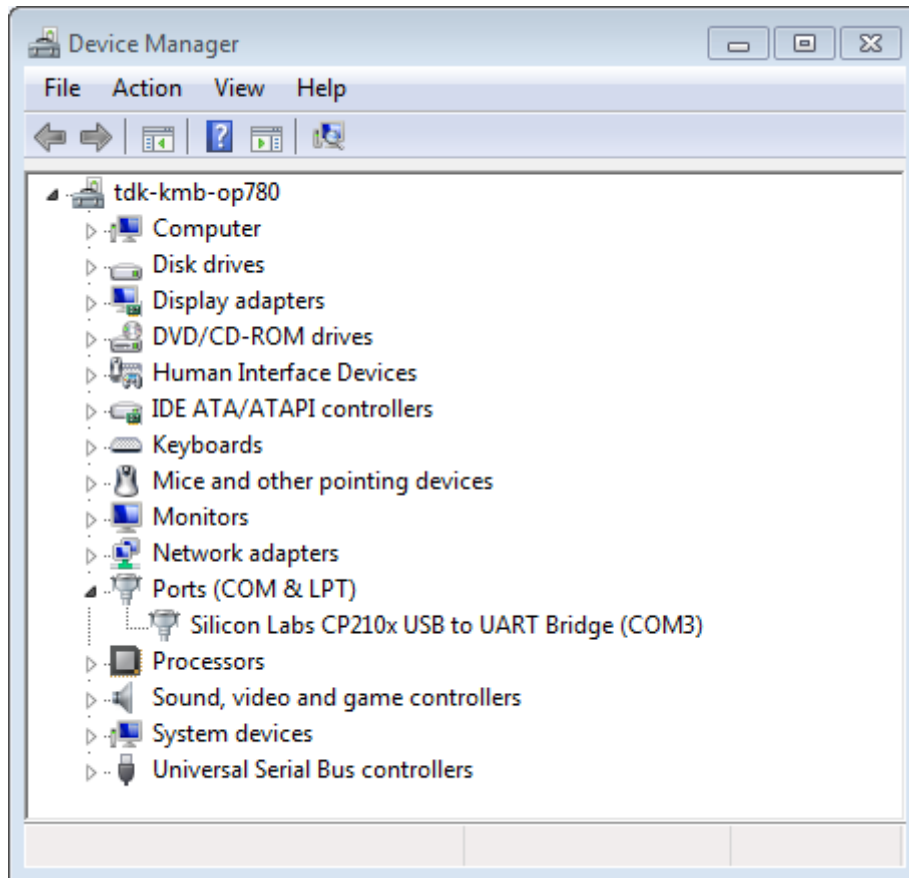 Device Manager
File Action View Help
tdk-kmb-op780
Computer
Disk drives
Display adapters
DVD/CD-ROM drives
Human Interface Devices
IDE ATA/ATAPI controllers
Keyboards
Mice and other pointing devices
Monitors
Network adapters
Ports (COM & LPT)
Silicon Labs CP210x USB to UART Bridge (COM3)
Processors
Sound, video and game controllers
System devices
Universal Serial Bus controllers